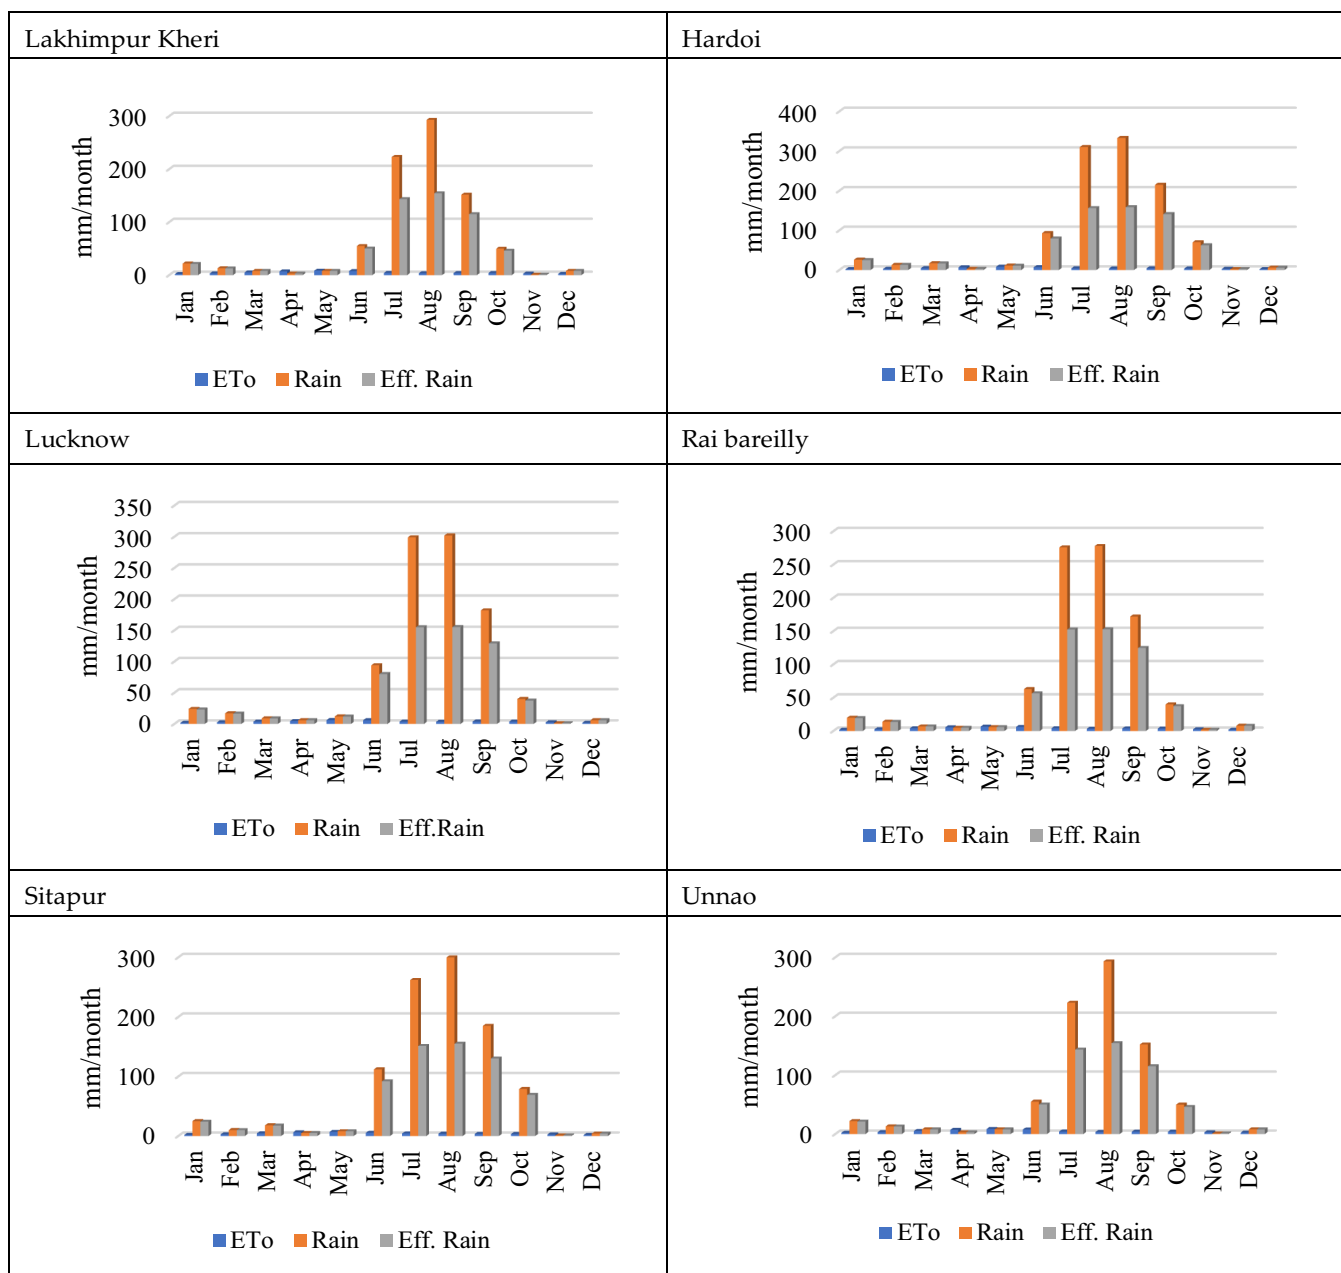 Lakhimpur Kheri
Hardoi
mm/month
300
200
100
0
Jan Feb Mar Apr May Jun Jul Aug Sep Oct Nov Dec
ETo Rain Eff. Rain
mm/month
400
300
200
100
0
Jan Feb Mar Apr May Jun Jul Aug Sep Oct Nov Dec
ETo Rain Eff. Rain
Lucknow
Rai bareilly
mm/month
350
300
250
200
150
100
50
0
Jan Feb Mar Apr May Jun Jul Aug Sep Oct Nov Dec
ETo Rain Eff.Rain
mm/month
300
250
200
150
100
50
0
Jan Feb Mar Apr May Jun Jul Aug Sep Oct Nov Dec
ETo Rain Eff. Rain
Sitapur
Unnao
mm/month
300
200
100
0
Jan Feb Mar Apr May Jun Jul Aug Sep Oct Nov Dec
ETo Rain Eff. Rain
mm/month
300
200
100
0
Jan Feb Mar Apr May Jun Jul Aug Sep Oct Nov Dec
ETo Rain Eff. Rain